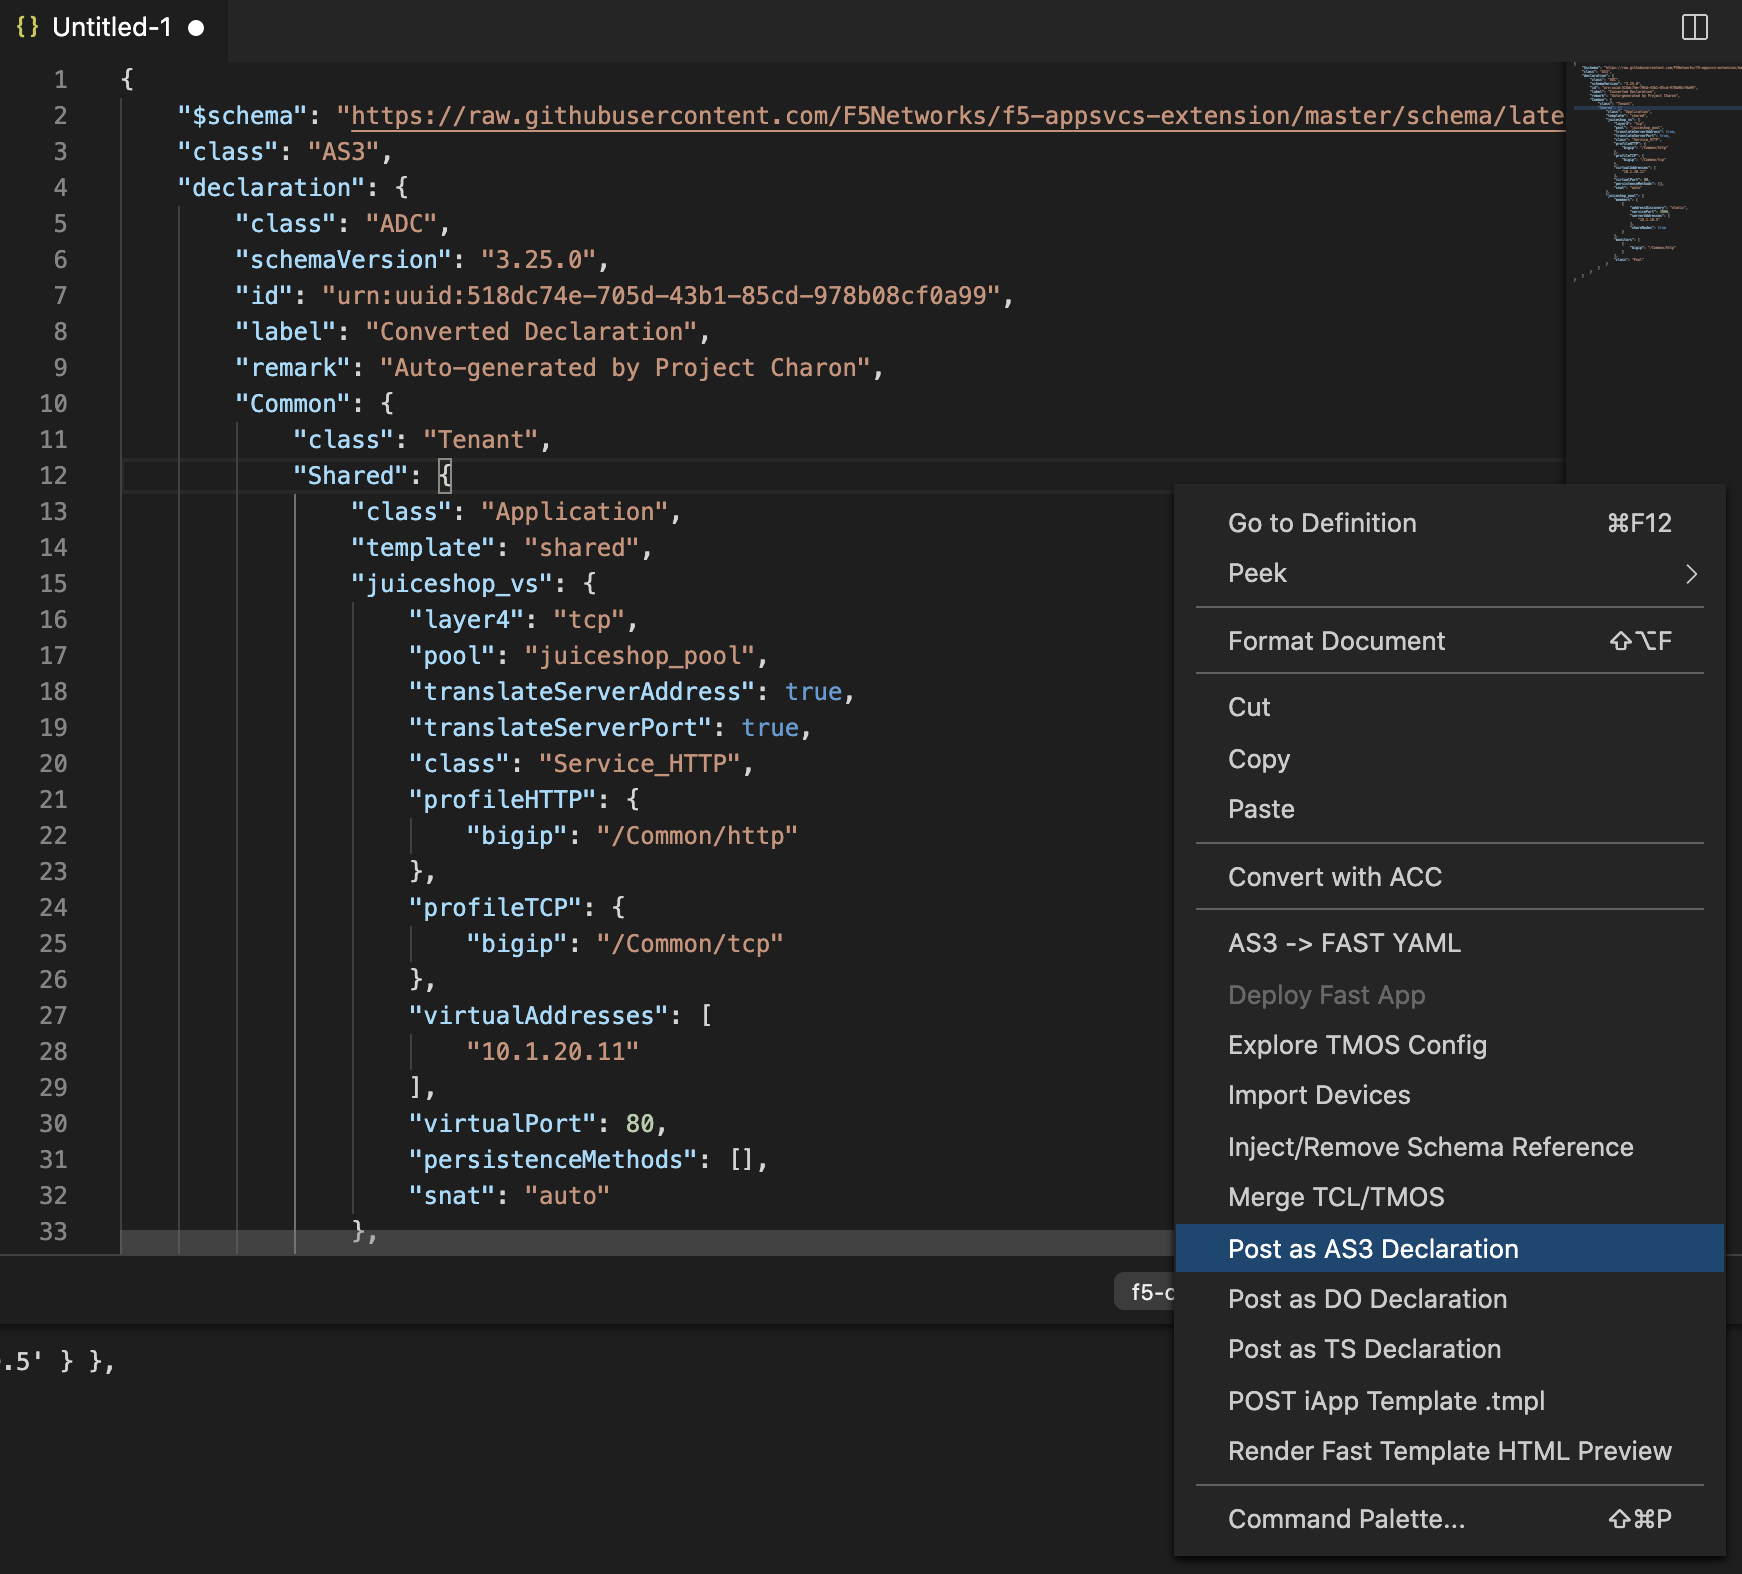 {} Untitled-1
1 {
2 "$schema": "https://raw.githubusercontent.com/F5Networks/f5-appsvcs-extension/master/schema/late
3 "class": "AS3",
4 "declaration": {
5 "class": "ADC",
6 "schemaVersion": "3.25.0",
7 "id": "urn:uuid:518dc74e-705d-43b1-85cd-978b08cf0a99",
8 "label": "Converted Declaration",
9 "remark": "Auto-generated by Project Charon",
10 "Common": {
11 "class": "Tenant",
12 "Shared": {
13 "class": "Application",
14 "template": "shared",
15 "juiceshop_vs": {
16 "layer4": "tcp",
17 "pool": "juiceshop_pool",
18 "translateServerAddress": true,
19 "translateServerPort": true,
20 "class": "Service_HTTP",
21 "profileHTTP": {
22 "bigip": "/Common/http"
23 },
24 "profileTCP": {
25 "bigip": "/Common/tcp"
26 },
27 "virtualAddresses": [
28 "10.1.20.11"
29 ],
30 "virtualPort": 80,
31 "persistenceMethods": [],
32 "snat": "auto"
33 },
f5-
.5' } },
Go to Definition ⌘F12
Peek
Format Document ⇧⌥F
Cut
Copy
Paste
Convert with ACC
AS3 -> FAST YAML
Deploy Fast App
Explore TMOS Config
Import Devices
Inject/Remove Schema Reference
Merge TCL/TMOS
Post as AS3 Declaration
Post as DO Declaration
Post as TS Declaration
POST iApp Template .tmpl
Render Fast Template HTML Preview
Command Palette... ⇧⌘P